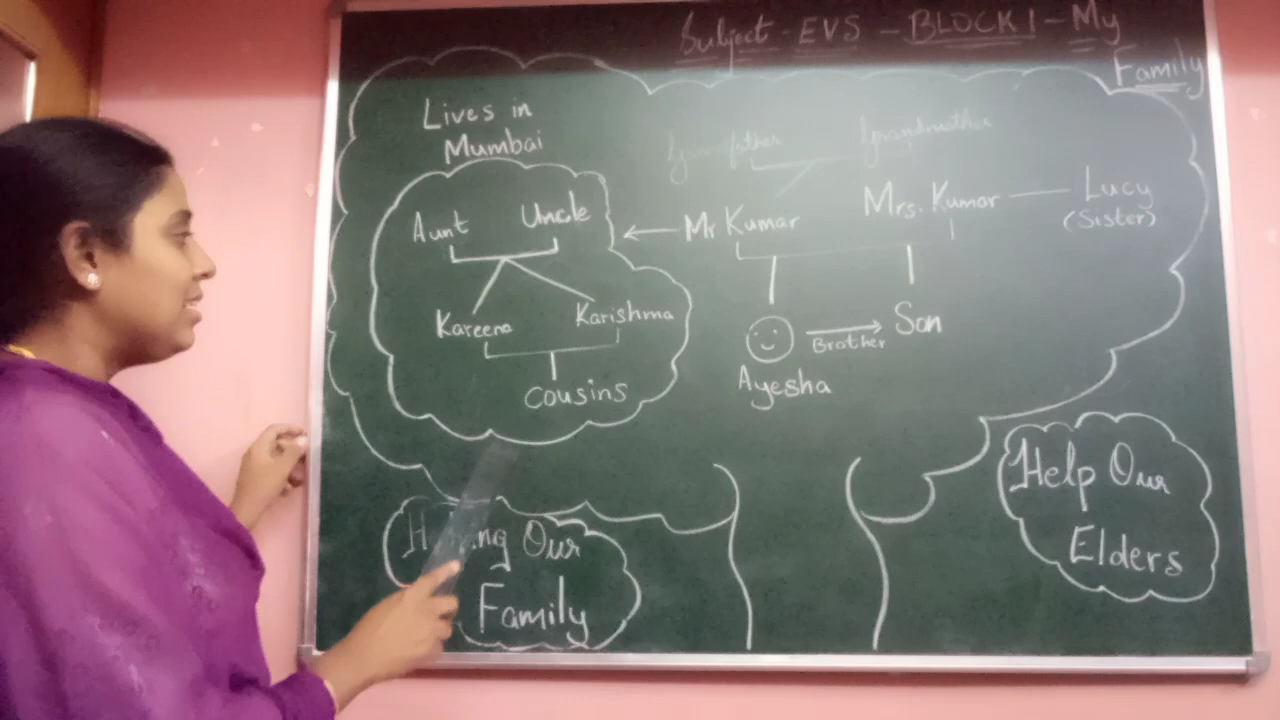 Subject - EVS - BLOCK 1 - My
Family
Lives in
Mumbai
Grandfather Grandmother
Aunt Uncle
Mr Kumar Mrs. Kumar Lucy
(Sister)
Kareena Karishma
Brother Son
Ayesha
cousins
Help Our
Elders
Our
Family